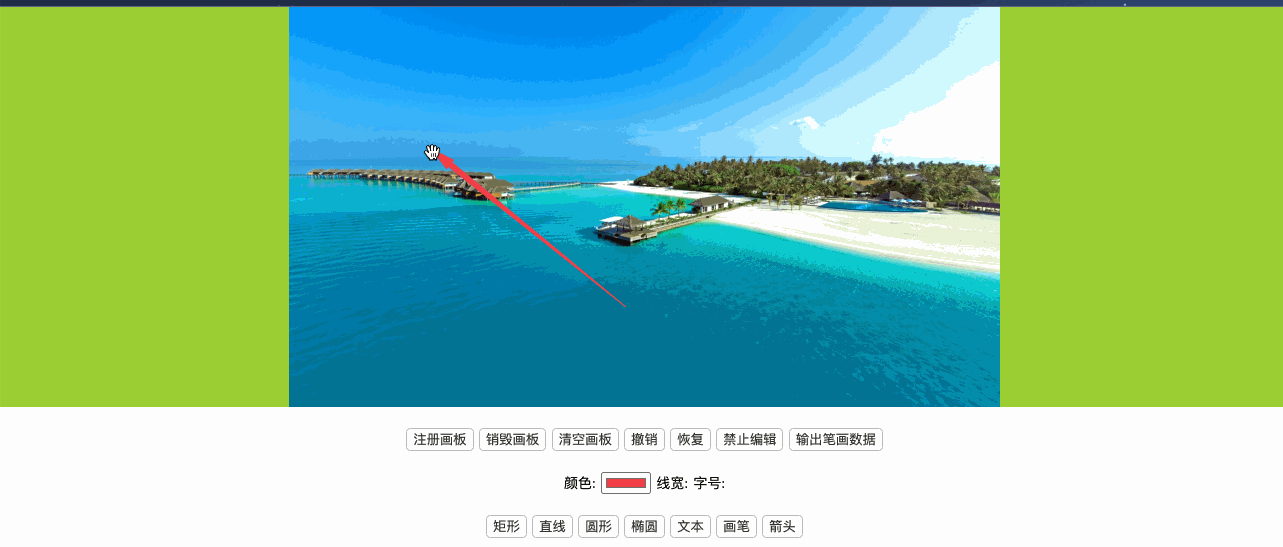 注册画板 销毁画板 清空画板 撤销 恢复 禁止编辑 输出笔画数据
颜色: 线宽: 字号:
矩形 直线 圆形 椭圆 文本 画笔 箭头